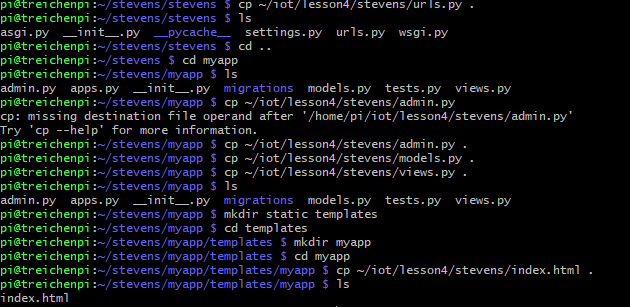 pi@treichenpi:~/stevens/stevens $ cp ~/iot/lesson4/stevens/urls.py .
pi@treichenpi:~/stevens/stevens $ ls
asgi.py  __init__.py  __pycache__  settings.py  urls.py  wsgi.py
pi@treichenpi:~/stevens/stevens $ cd ..
pi@treichenpi:~/stevens $ cd myapp
pi@treichenpi:~/stevens/myapp $ ls
admin.py  apps.py  __init__.py  migrations  models.py  tests.py  views.py
pi@treichenpi:~/stevens/myapp $ cp ~/iot/lesson4/stevens/admin.py
cp: missing destination file operand after '/home/pi/iot/lesson4/stevens/admin.py'
Try 'cp --help' for more information.
pi@treichenpi:~/stevens/myapp $ cp ~/iot/lesson4/stevens/admin.py .
pi@treichenpi:~/stevens/myapp $ cp ~/iot/lesson4/stevens/models.py .
pi@treichenpi:~/stevens/myapp $ cp ~/iot/lesson4/stevens/views.py .
pi@treichenpi:~/stevens/myapp $ ls
admin.py  apps.py  __init__.py  migrations  models.py  tests.py  views.py
pi@treichenpi:~/stevens/myapp $ mkdir static templates
pi@treichenpi:~/stevens/myapp $ cd templates
pi@treichenpi:~/stevens/myapp/templates $ mkdir myapp
pi@treichenpi:~/stevens/myapp/templates $ cd myapp
pi@treichenpi:~/stevens/myapp/templates/myapp $ cp ~/iot/lesson4/stevens/index.html .
pi@treichenpi:~/stevens/myapp/templates/myapp $ ls
index.html